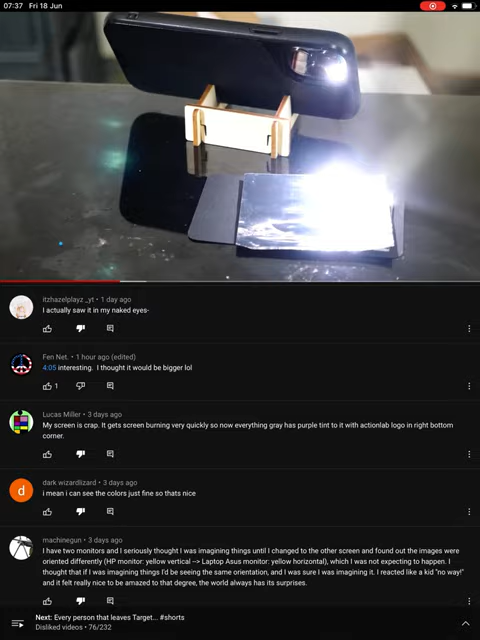 07:37 Fri 18 Jun
itzhazelplayz _yt • 1 day ago
I actually saw it in my naked eyes-
Fen Net. • 1 hour ago (edited)
4:05 interesting. I thought it would be bigger lol
1
Lucas Miller • 3 days ago
My screen is crap. It gets screen burning very quickly so now everything gray has purple tint to it with actionlab logo in right bottom
corner.
d
dark wizardlizard • 3 days ago
i mean i can see the colors just fine so thats nice
machinegun • 3 days ago
I have two monitors and I seriously thought I was imagining things until I changed to the other screen and found out the images were
oriented differently (HP monitor: yellow vertical --> Laptop Asus monitor: yellow horizontal), which I was not expecting to happen. I
thought that if I was imagining things I'd be seeing the same orientation, and I was sure I was imagining it. I reacted like a kid "no way!"
and it felt really nice to be amazed to that degree, the world always has its surprises.
Next: Every person that leaves Target... #shorts
Disliked videos • 76/232